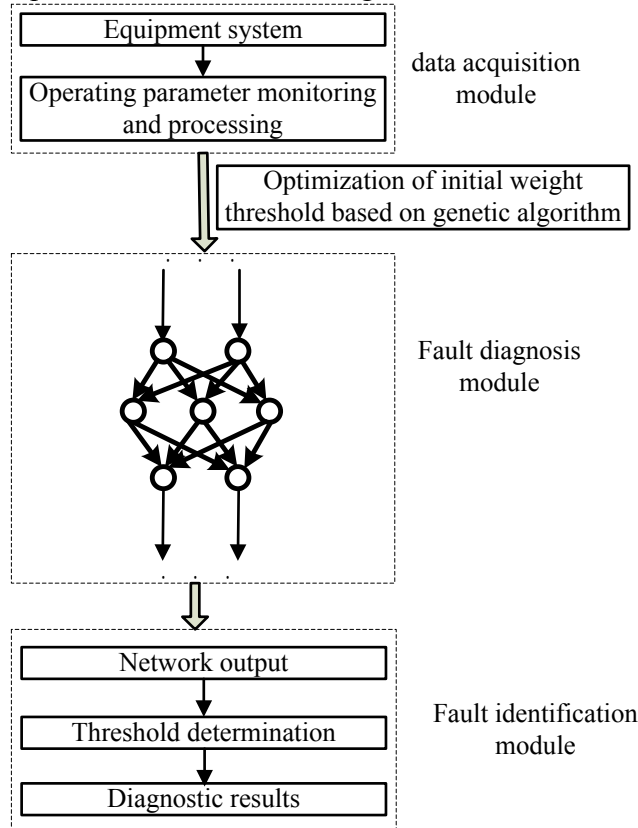 Equipment system
Operating parameter monitoring
and processing
data acquisition
module
Optimization of initial weight
threshold based on genetic algorithm
. . .
Fault diagnosis
module
. . .
Network output
Threshold determination
Diagnostic results
Fault identification
module